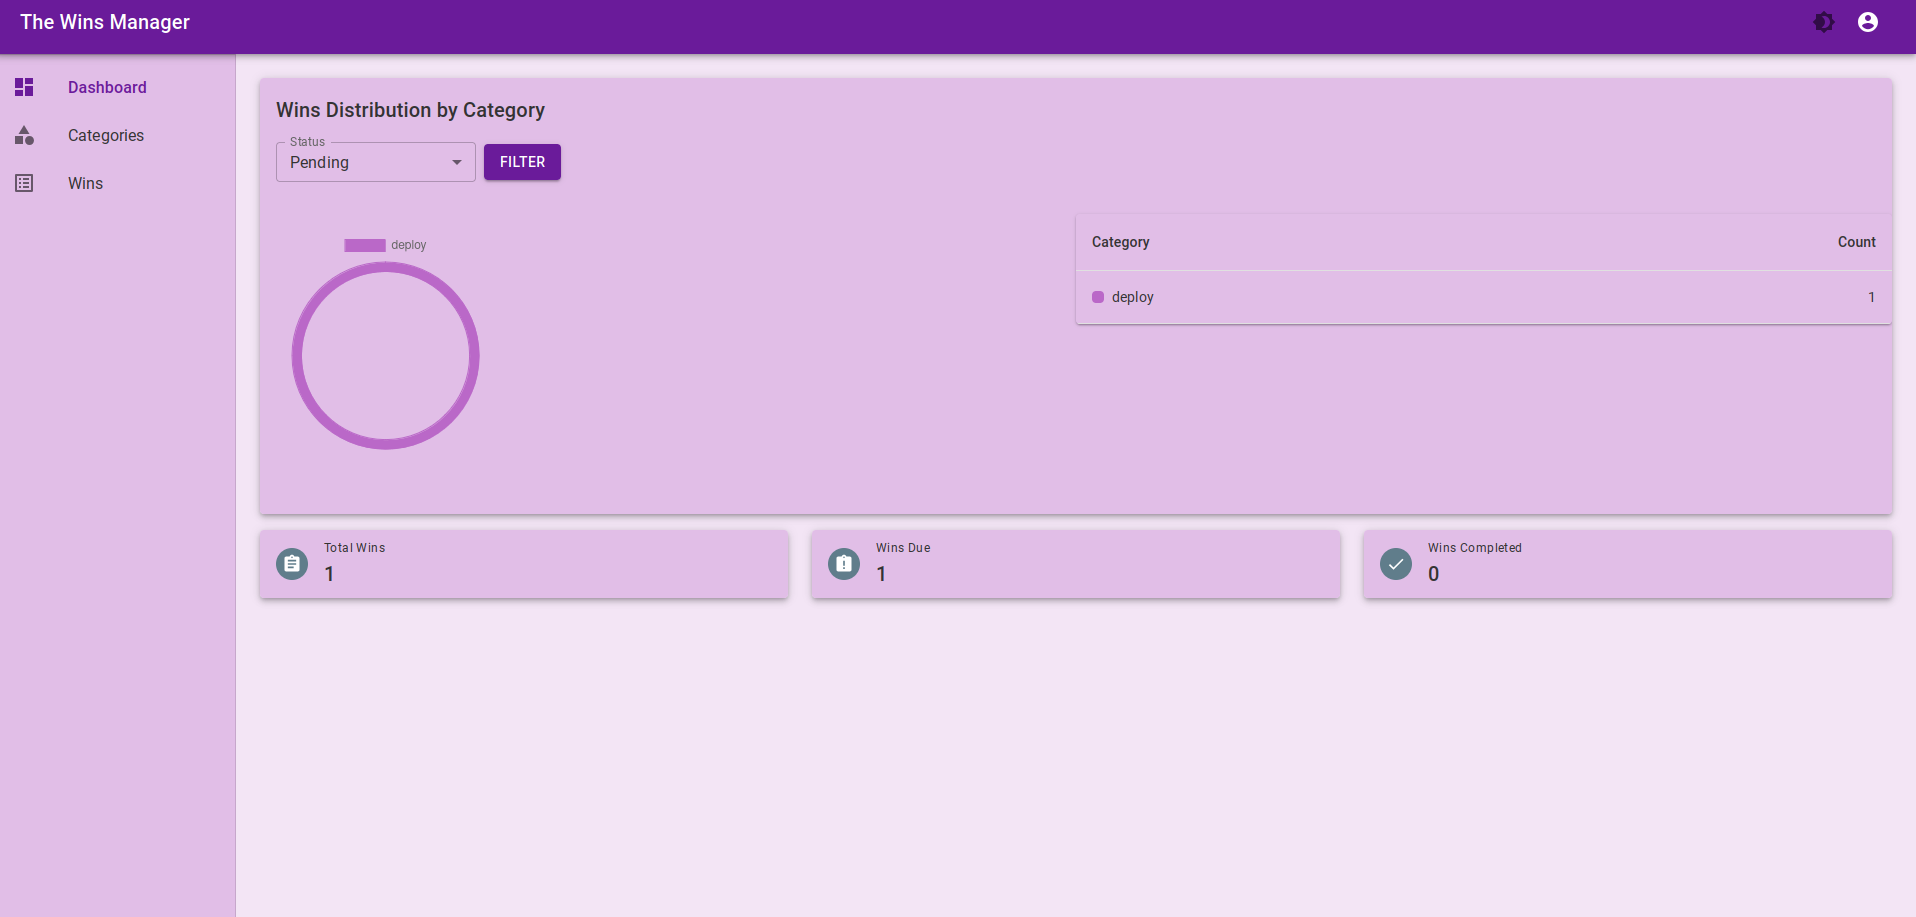 The Wins Manager
Dashboard
Categories
Wins
Wins Distribution by Category
Status
Pending
FILTER
deploy
Category Count
deploy 1
Total Wins
1
Wins Due
1
Wins Completed
0